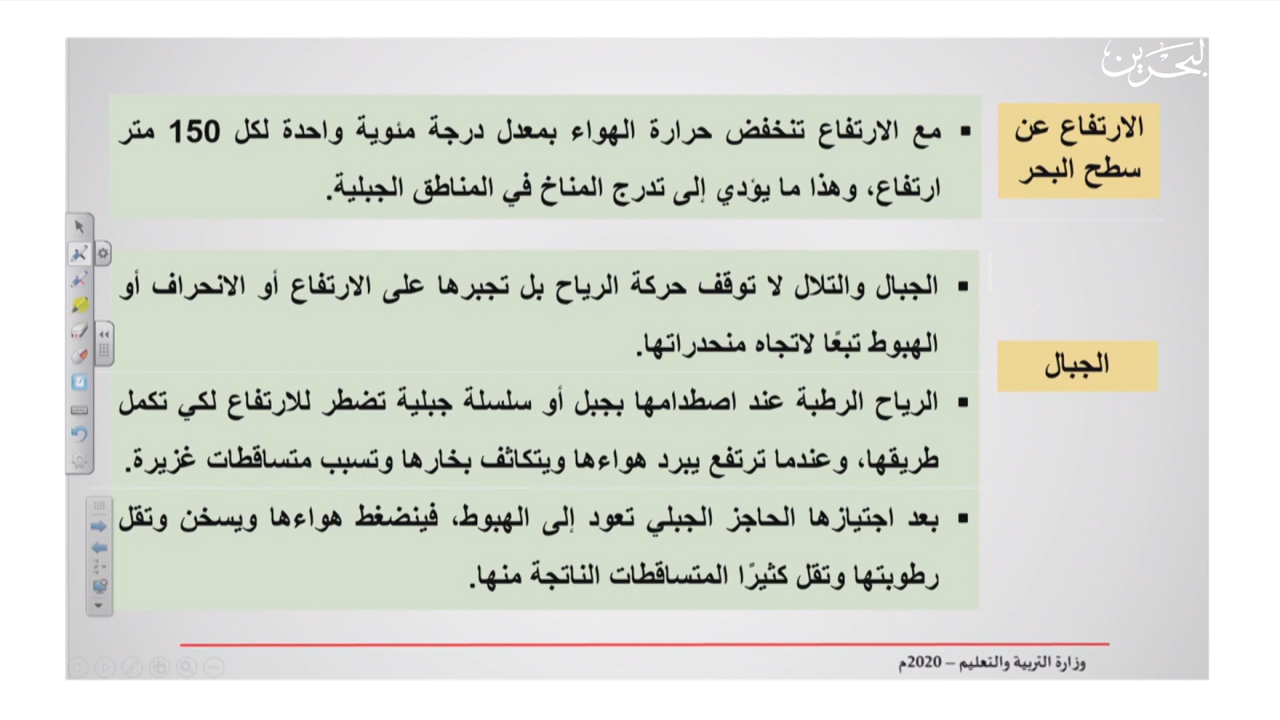 البحرين
الارتفاع عن
سطح البحر
▪ مع الارتفاع تنخفض حرارة الهواء بمعدل درجة مئوية واحدة لكل 150 متر
ارتفاع، وهذا ما يؤدي إلى تدرج المناخ في المناطق الجبلية.
الجبال
▪ الجبال والتلال لا توقف حركة الرياح بل تجبرها على الارتفاع أو الانحراف أو
الهبوط تبعًا لاتجاه منحدراتها.
▪ الرياح الرطبة عند اصطدامها بجبل أو سلسلة جبلية تضطر للارتفاع لكي تكمل
طريقها، وعندما ترتفع يبرد هواءها ويتكاثف بخارها وتسبب متساقطات غزيرة.
▪ بعد اجتيازها الحاجز الجبلي تعود إلى الهبوط، فينضغط هواءها ويسخن وتقل
رطوبتها وتقل كثيرًا المتساقطات الناتجة منها.
وزارة التربية والتعليم – 2020م